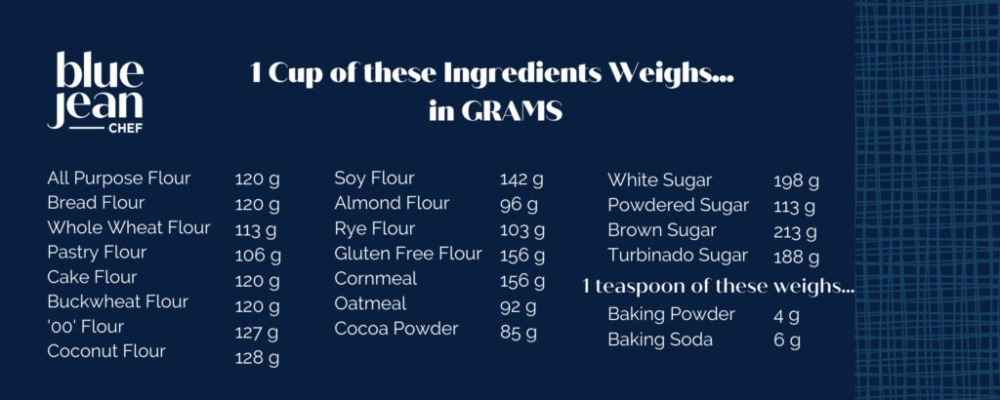 blue
jean
CHEF
1 Cup of these Ingredients Weighs...
in GRAMS
All Purpose Flour 120 g
Bread Flour 120 g
Whole Wheat Flour 113 g
Pastry Flour 106 g
Cake Flour 120 g
Buckwheat Flour 120 g
'00' Flour 127 g
Coconut Flour 128 g
Soy Flour 142 g
Almond Flour 96 g
Rye Flour 103 g
Gluten Free Flour 156 g
Cornmeal 156 g
Oatmeal 92 g
Cocoa Powder 85 g
White Sugar 198 g
Powdered Sugar 113 g
Brown Sugar 213 g
Turbinado Sugar 188 g
1 teaspoon of these weighs...
Baking Powder 4 g
Baking Soda 6 g